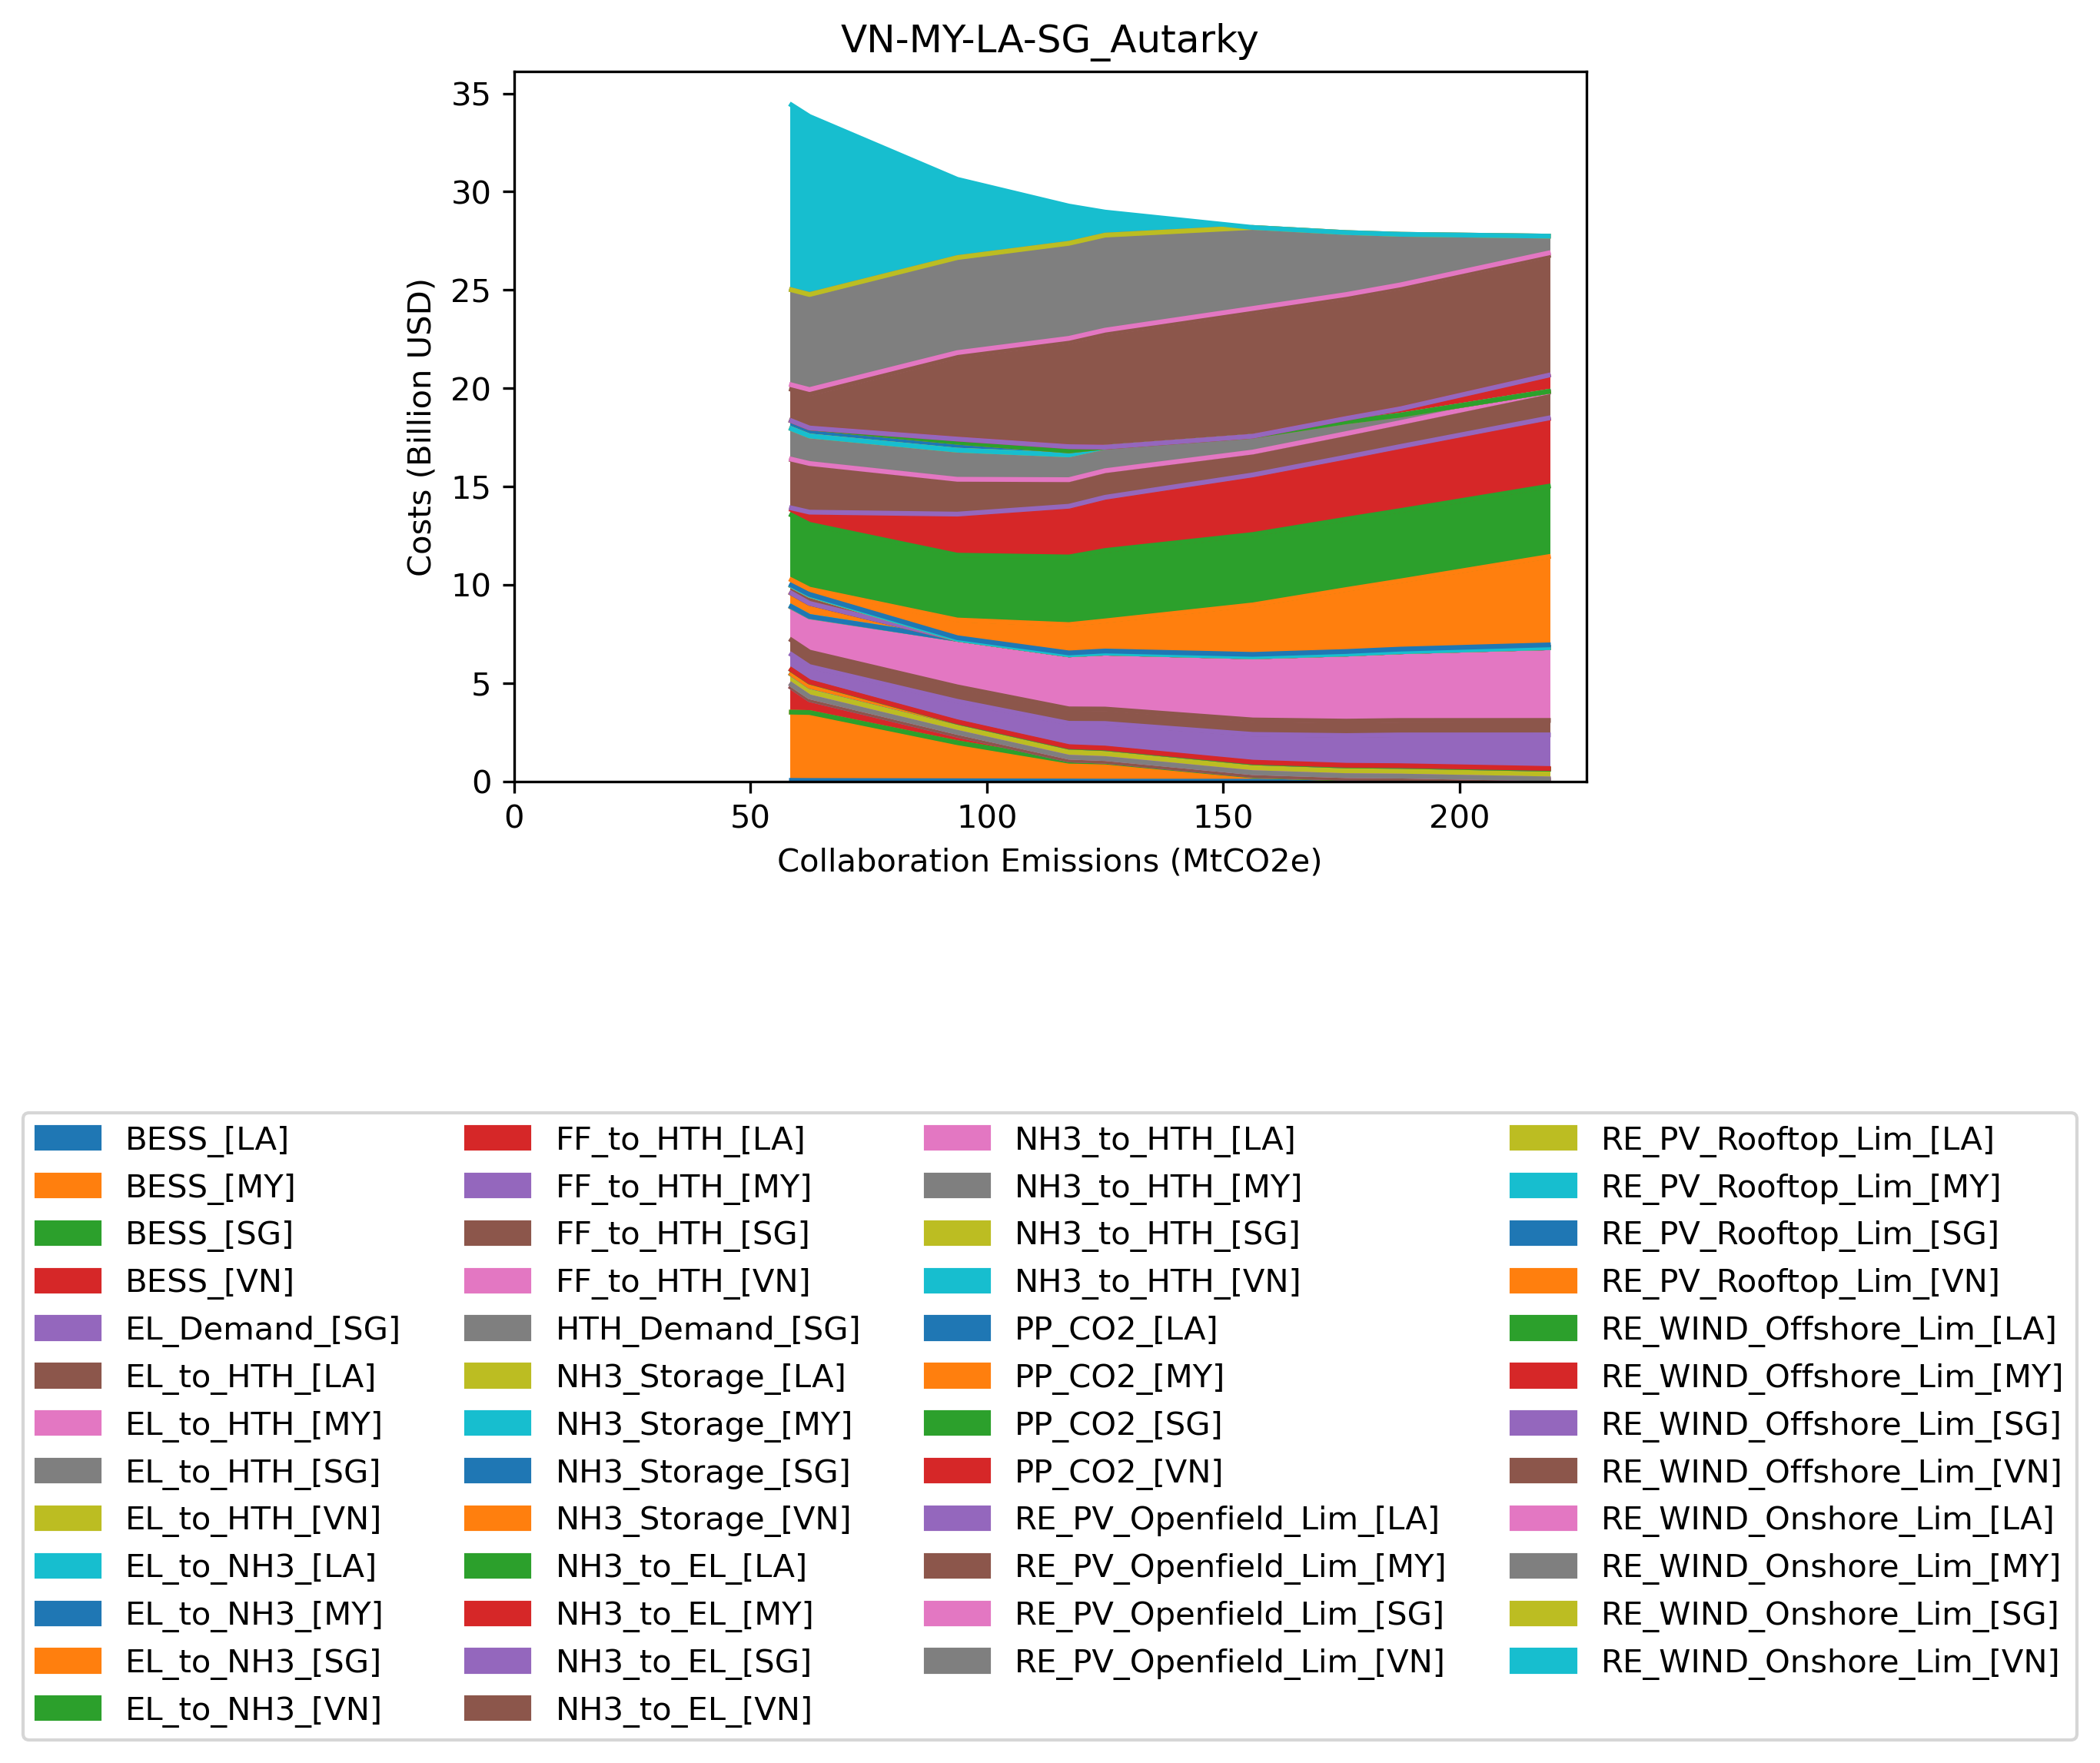 VN-MY-LA-SG_Autarky
35
30
25
20
15
10
5
0
Costs (Billion USD)
0 50 100 150 200
Collaboration Emissions (MtCO2e)
BESS_[LA]
BESS_[MY]
BESS_[SG]
BESS_[VN]
EL_Demand_[SG]
EL_to_HTH_[LA]
EL_to_HTH_[MY]
EL_to_HTH_[SG]
EL_to_HTH_[VN]
EL_to_NH3_[LA]
EL_to_NH3_[MY]
EL_to_NH3_[SG]
EL_to_NH3_[VN]
FF_to_HTH_[LA]
FF_to_HTH_[MY]
FF_to_HTH_[SG]
FF_to_HTH_[VN]
HTH_Demand_[SG]
NH3_Storage_[LA]
NH3_Storage_[MY]
NH3_Storage_[SG]
NH3_Storage_[VN]
NH3_to_EL_[LA]
NH3_to_EL_[MY]
NH3_to_EL_[SG]
NH3_to_EL_[VN]
NH3_to_HTH_[LA]
NH3_to_HTH_[MY]
NH3_to_HTH_[SG]
NH3_to_HTH_[VN]
PP_CO2_[LA]
PP_CO2_[MY]
PP_CO2_[SG]
PP_CO2_[VN]
RE_PV_Openfield_Lim_[LA]
RE_PV_Openfield_Lim_[MY]
RE_PV_Openfield_Lim_[SG]
RE_PV_Openfield_Lim_[VN]
RE_PV_Rooftop_Lim_[LA]
RE_PV_Rooftop_Lim_[MY]
RE_PV_Rooftop_Lim_[SG]
RE_PV_Rooftop_Lim_[VN]
RE_WIND_Offshore_Lim_[LA]
RE_WIND_Offshore_Lim_[MY]
RE_WIND_Offshore_Lim_[SG]
RE_WIND_Offshore_Lim_[VN]
RE_WIND_Onshore_Lim_[LA]
RE_WIND_Onshore_Lim_[MY]
RE_WIND_Onshore_Lim_[SG]
RE_WIND_Onshore_Lim_[VN]